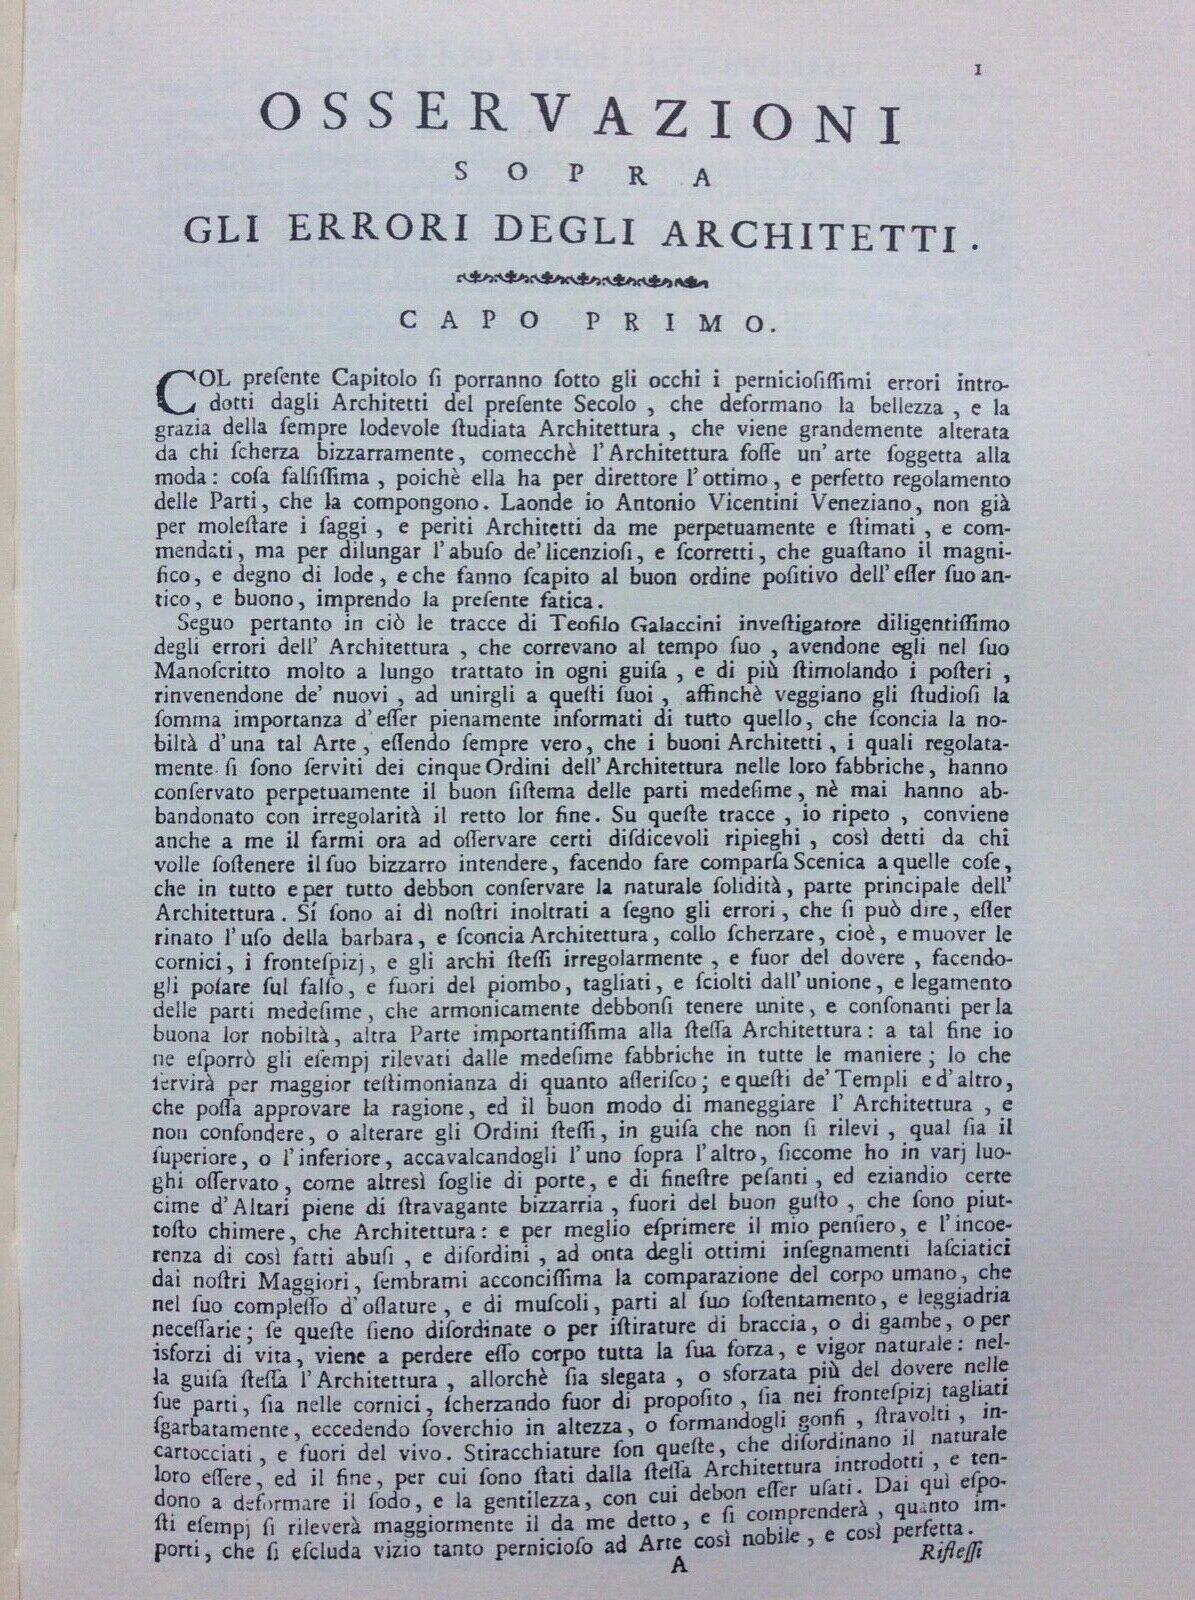 1
OSSERVAZIONI
SOPRA
GLI ERRORI DEGLI ARCHITETTI.
CAPO PRIMO.
COL preſente Capitolo ſi porranno ſotto gli occhi i pernicioſiſſimi errori intro-
dotti dagli Architetti del preſente Secolo, che deformano la bellezza, e la
grazia della ſempre lodevole ſtudiata Architettura, che viene grandemente alterata
da chi ſcherza bizzarramente, comecchè l'Architettura foſſe un'arte ſoggetta alla
moda: coſa falſiſſima, poichè ella ha per direttore l'ottimo, e perfetto regolamento
delle Parti, che la compongono. Laonde io Antonio Vicentini Veneziano, non già
per moleſtare i ſaggi, e periti Architetti da me perpetuamente e ſtimati, e com-
mendati, ma per dilungar l'abuſo de'licenzioſi, e ſcorretti, che guaſtano il magni-
fico, e degno di lode, e che fanno ſcapito al buon ordine poſitivo dell'eſſer ſuo an-
tico, e buono, imprendo la preſente fatica.
Seguo pertanto in ciò le tracce di Teofilo Galaccini inveſtigatore diligentiſſimo
degli errori dell'Architettura, che correvano al tempo ſuo, avendone egli nel ſuo
Manoſcritto molto a lungo trattato in ogni guiſa, e di più ſtimolando i poſteri,
rinvenendone de'nuovi, ad unirgli a queſti ſuoi, affinchè veggiano gli ſtudioſi la
ſomma importanza d'eſſer pienamente informati di tutto quello, che ſconcia la no-
biltà d'una tal Arte, eſſendo ſempre vero, che i buoni Architetti, i quali regolata-
mente ſi ſono ſerviti dei cinque Ordini dell'Architettura nelle loro fabbriche, hanno
conſervato perpetuamente il buon ſiſtema delle parti medeſime, nè mai hanno ab-
bandonato con irregolarità il retto lor fine. Su queſte tracce, io ripeto, conviene
anche a me il farmi ora ad oſſervare certi diſdicevoli ripieghi, così detti da chi
volle ſoſtenere il ſuo bizzarro intendere, facendo fare comparſa Scenica a quelle coſe,
che in tutto e per tutto debbon conſervare la naturale ſolidità, parte principale dell'
Architettura. Sí ſono ai dì noſtri inoltrati a ſegno gli errori, che ſi può dire, eſſer
rinato l'uſo della barbara, e ſconcia Architettura, collo ſcherzare, cioè, e muover le
cornici, i fronteſpizj, e gli archi ſteſſi irregolarmente, e fuor del dovere, facendo-
gli poſare ſul falſo, e fuori del piombo, tagliati, e ſciolti dall'unione, e legamento
delle parti medeſime, che armonicamente debbonſi tenere unite, e conſonanti per la
buona lor nobiltà, altra Parte importantiſſima alla ſteſſa Architettura: a tal fine io
ne eſporrò gli eſempj rilevati dalle medeſime fabbriche in tutte le maniere; lo che
ſervirà per maggior teſtimonianza di quanto aſſeriſco; e queſti de'Templi e d'altro,
che poſſa approvare la ragione, ed il buon modo di maneggiare l'Architettura, e
non confondere, o alterare gli Ordini ſteſſi, in guiſa che non ſi rilevi, qual ſia il
ſuperiore, o l'inferiore, accavalcandogli l'uno ſopra l'altro, ſiccome ho in varj luo-
ghi oſſervato, come altresì ſoglie di porte, e di fineſtre peſanti, ed eziandio certe
cime d'Altari piene di ſtravagante bizzarria, fuori del buon guſto, che ſono piut-
toſto chimere, che Architettura: e per meglio eſprimere il mio penſiero, e l'incoe-
renza di così fatti abuſi, e diſordini, ad onta degli ottimi inſegnamenti laſciatici
dai noſtri Maggiori, ſembrami acconciſſima la comparazione del corpo umano, che
nel ſuo compleſſo d'oſſature, e di muſcoli, parti al ſuo ſoſtentamento, e leggiadria
neceſſarie; ſe queſte ſieno diſordinate o per iſtirature di braccia, o di gambe, o per
isforzi di vita, viene a perdere eſſo corpo tutta la ſua forza, e vigor naturale: nel-
la guiſa ſteſſa l'Architettura, allorchè ſia slegata, o sforzata più del dovere nelle
ſue parti, ſia nelle cornici, ſcherzando fuor di propoſito, ſia nei fronteſpizj tagliati
ſgarbatamente, eccedendo ſoverchio in altezza, o formandogli gonfi, ſtravolti, in-
cartocciati, e fuori del vivo. Stiracchiature ſon queſte, che diſordinano il naturale
loro eſſere, ed il fine, per cui ſono ſtati dalla ſteſſa Architettura introdotti, e ten-
dono a deformare il ſodo, e la gentilezza, con cui debon eſſer uſati. Dai quì eſpo-
ſti eſempj ſi rileverà maggiormente il da me detto, e ſi comprenderà, quanto im-
porti, che ſi eſcluda vizio tanto pernicioſo ad Arte così nobile, e così perfetta.
A
Rifleſſi